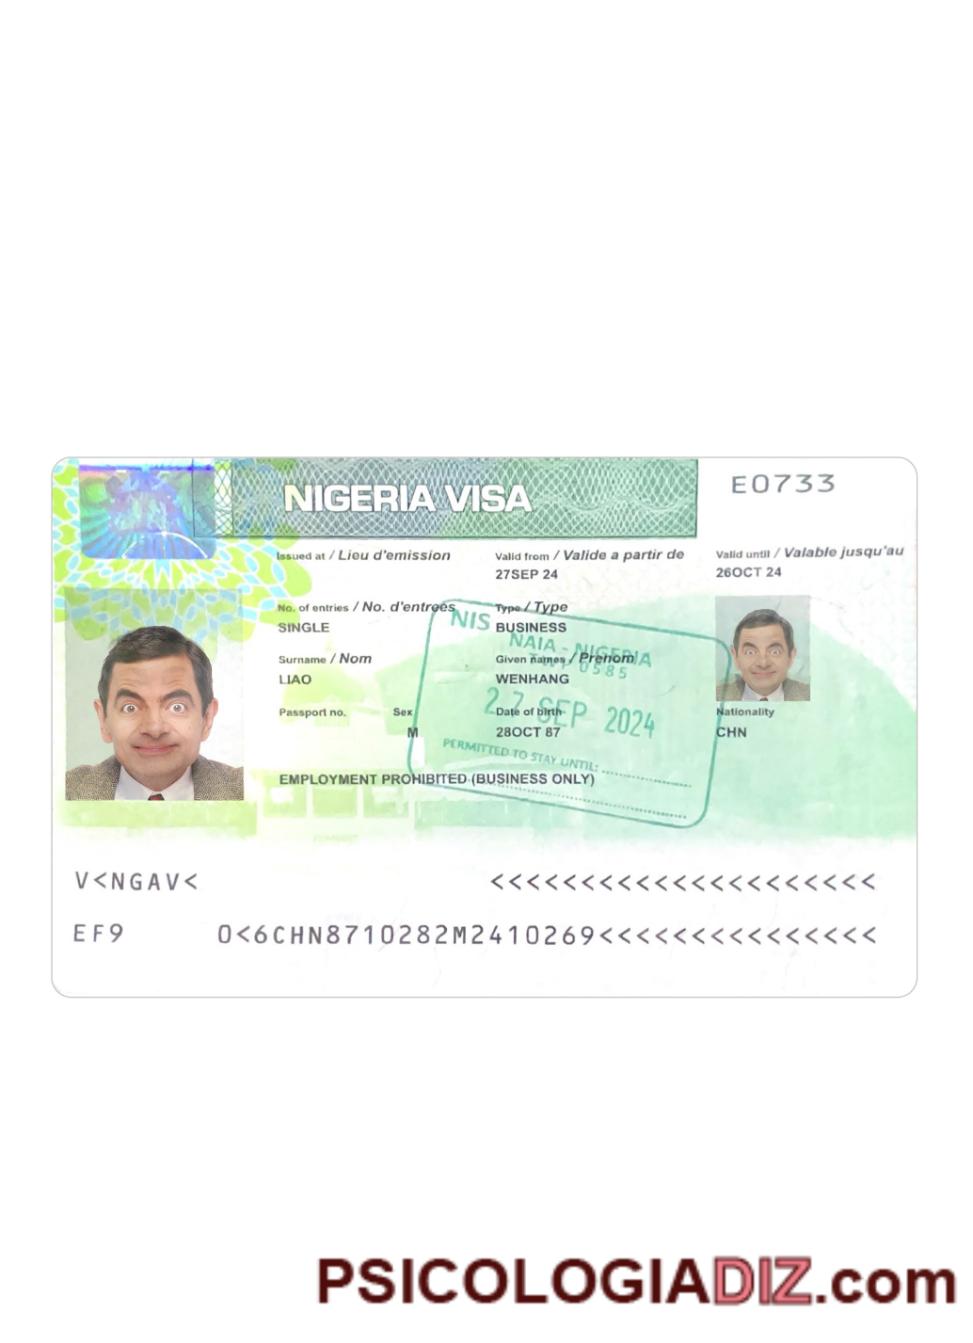 NIGERIA VISA
E0733
Issued at / Lieu d'emission
Valid from / Valide a partir de
Valid until / Valable jusqu'au
27SEP 24
26OCT 24
No. of entries / No. d'entrees
Type / Type
SINGLE
BUSINESS
NIS
NAIA - NIGERIA
0585
Surname / Nom
Given names / Prenom
LIAO
WENHANG
27 SEP 2024
Passport no.
Sex
Date of birth
Nationality
M
28OCT 87
CHN
PERMITTED TO STAY UNTIL:
EMPLOYMENT PROHIBITED (BUSINESS ONLY)
V<NGAV< <<<<<<<<<<<<<<<<<<<<<
EF9 0<6CHN8710282M2410269<<<<<<<<<<<<<<<
PSICOLOGIADIZ.com